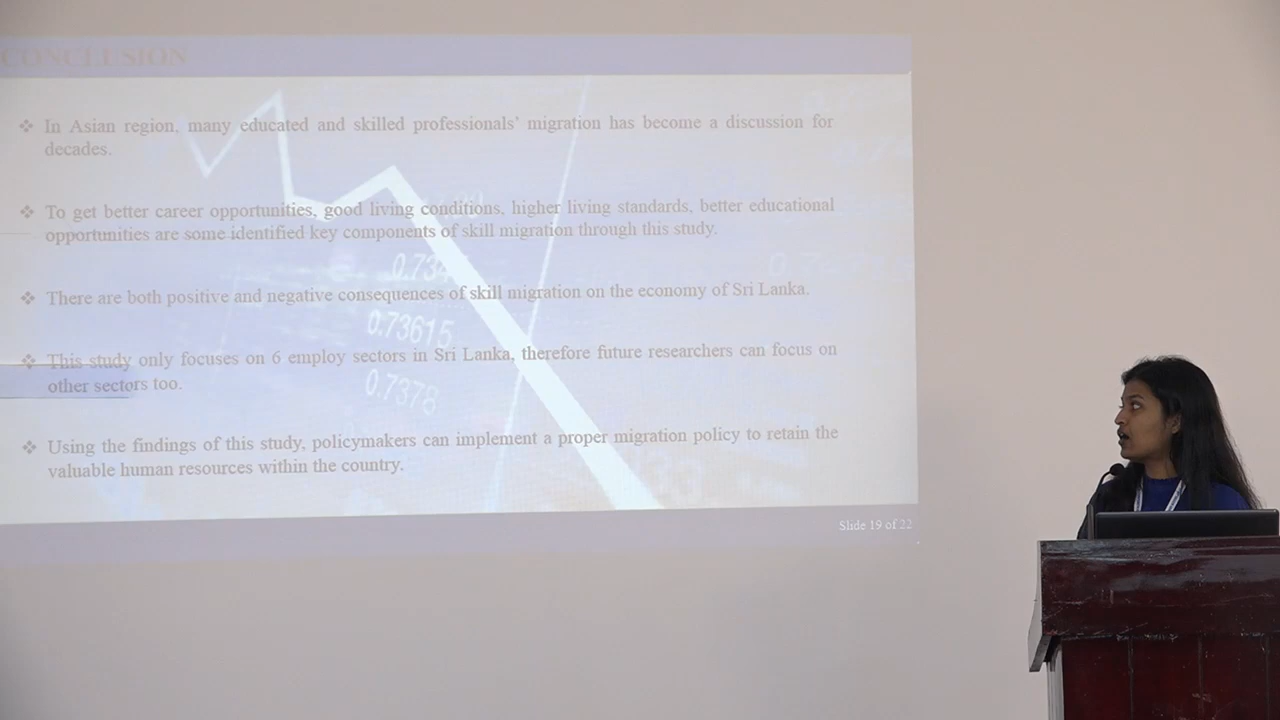 CONCLUSION
❖ In Asian region, many educated and skilled professionals' migration has become a discussion for
decades.
❖ To get better career opportunities, good living conditions, higher living standards, better educational
opportunities are some identified key components of skill migration through this study.
❖ There are both positive and negative consequences of skill migration on the economy of Sri Lanka.
❖ This study only focuses on 6 employ sectors in Sri Lanka, therefore future researchers can focus on
other sectors too.
❖ Using the findings of this study, policymakers can implement a proper migration policy to retain the
valuable human resources within the country.
0.73615
0.7378
Slide 19 of 22